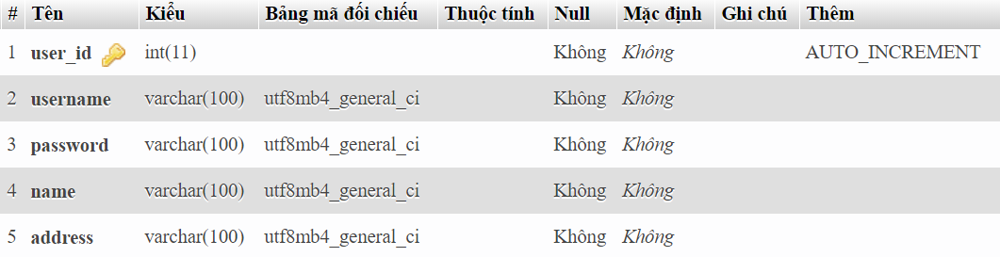 # Tên Kiểu Bảng mã đối chiếu Thuộc tính Null Mặc định Ghi chú Thêm
1 user_id int(11) Không Không AUTO_INCREMENT
2 username varchar(100) utf8mb4_general_ci Không Không
3 password varchar(100) utf8mb4_general_ci Không Không
4 name varchar(100) utf8mb4_general_ci Không Không
5 address varchar(100) utf8mb4_general_ci Không Không